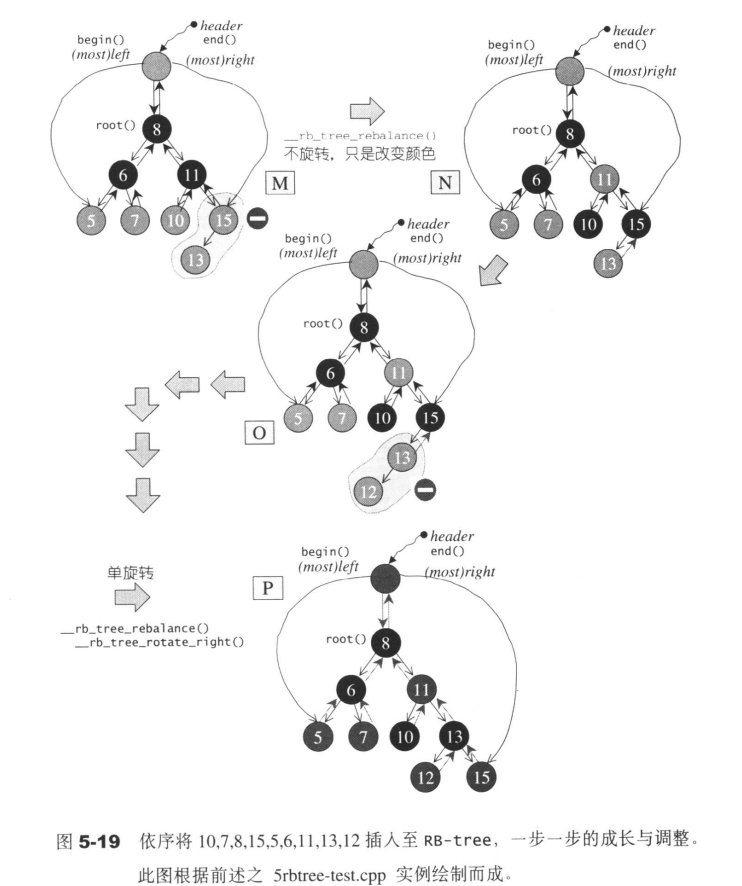 header
begin()
end()
(most)left
(most)right
root()
8
6
11
5
7
10
15
13
M
__rb_tree_rebalance()
不旋转，只是改变颜色
header
begin()
end()
(most)left
(most)right
root()
8
6
11
5
7
10
15
13
N
header
begin()
end()
(most)left
(most)right
root()
8
6
11
5
7
10
15
13
12
O
单旋转
__rb_tree_rebalance()
__rb_tree_rotate_right()
header
begin()
end()
(most)left
(most)right
P
root()
8
6
11
5
7
10
13
12
15
图 5-19 依序将 10,7,8,15,5,6,11,13,12 插入至 RB-tree，一步一步的成长与调整。
此图根据前述之 5rbtree-test.cpp 实例绘制而成。